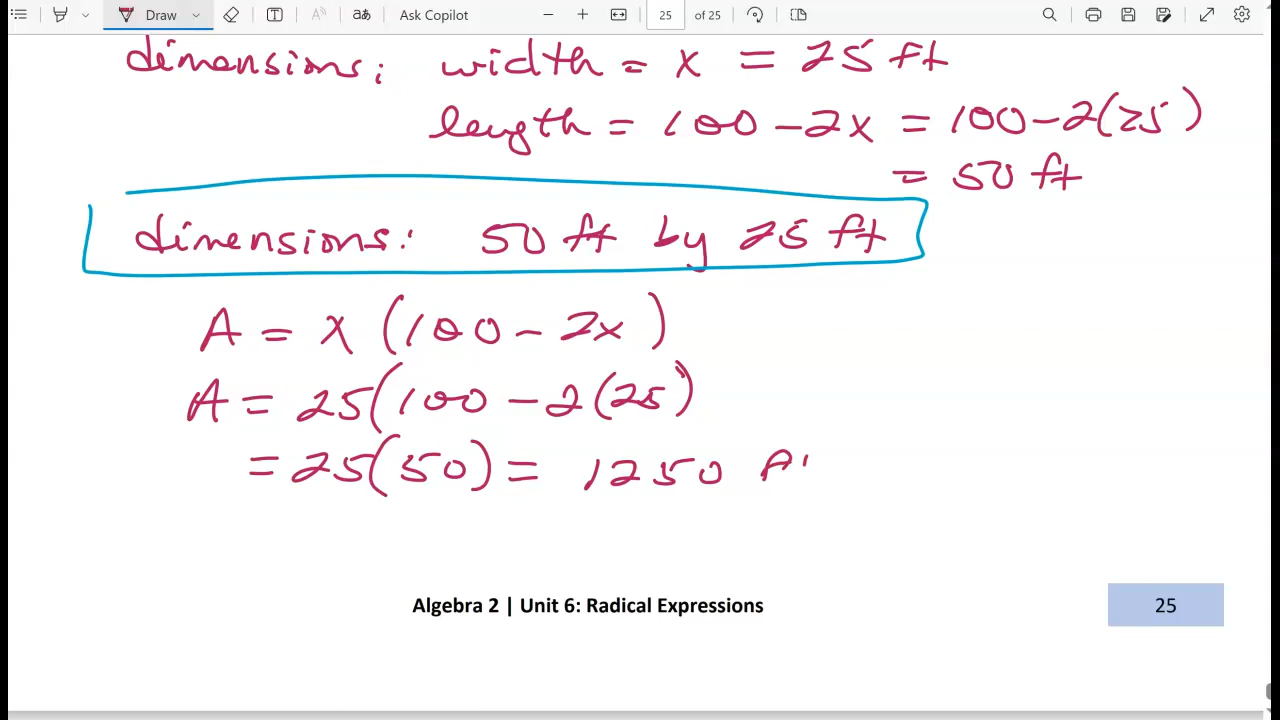 Draw
Ask Copilot
25 of 25
dimensions: width = x = 25 ft
length = 100 - 2x = 100 - 2(25)
= 50 ft
dimensions: 50 ft by 25 ft
A = x(100 - 2x)
A = 25(100 - 2(25)
= 25(50) = 1250
Algebra 2 | Unit 6: Radical Expressions
25